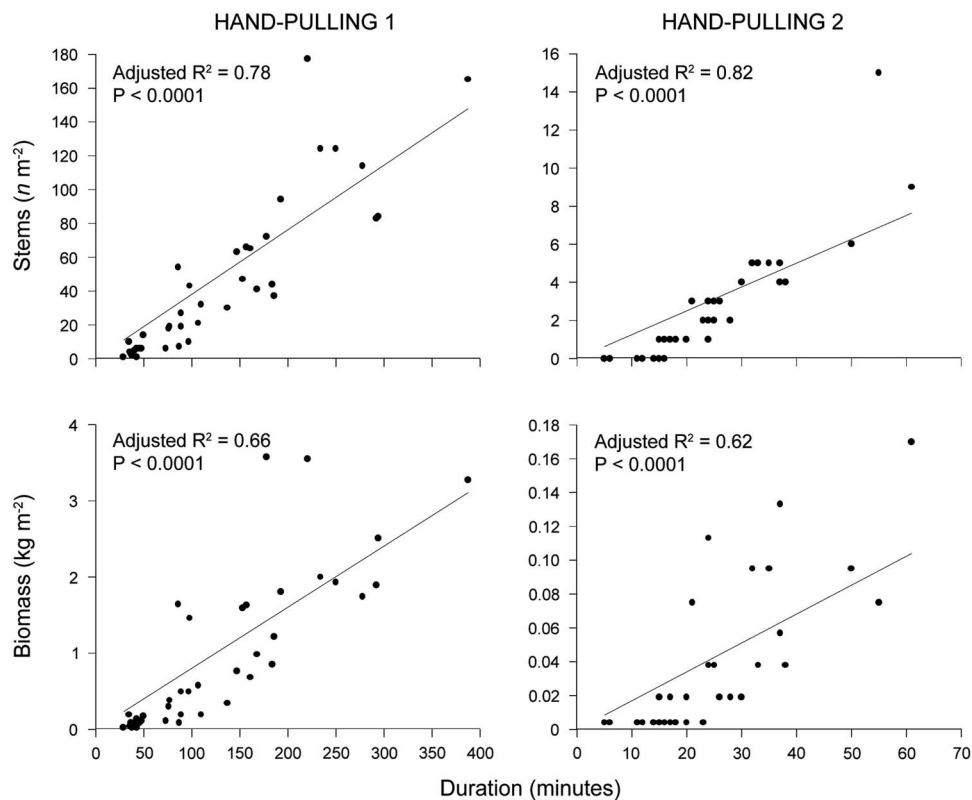 HAND-PULLING 1
HAND-PULLING 2
Stems (n m⁻²)
180
160
140
120
100
80
60
40
20
0
Adjusted R² = 0.78
P < 0.0001
16
14
12
10
8
6
4
2
0
Adjusted R² = 0.82
P < 0.0001
Biomass (kg m⁻²)
4
3
2
1
0
Adjusted R² = 0.66
P < 0.0001
0 50 100 150 200 250 300 350 400
0.18
0.16
0.14
0.12
0.10
0.08
0.06
0.04
0.02
0
Adjusted R² = 0.62
P < 0.0001
0 10 20 30 40 50 60 70
Duration (minutes)